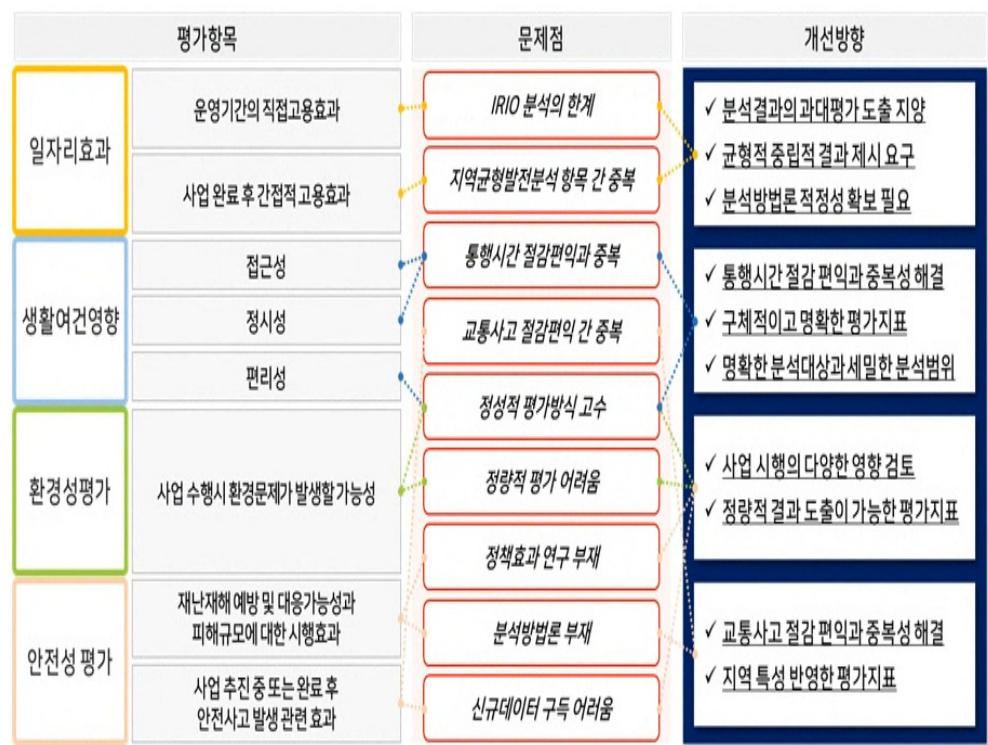 평가항목
문제점
개선방향
일자리효과
운영기간의 직접고용효과
사업 완료 후 간접적 고용효과
생활여건영향
접근성
정시성
편리성
환경성평가
사업 수행시 환경문제가 발생할 가능성
안전성 평가
재난재해 예방 및 대응가능성과
피해규모에 대한 시행효과
사업 추진 중 또는 완료 후
안전사고 발생 관련 효과
IRIO 분석의 한계
지역균형발전분석 항목 간 중복
통행시간 절감편익과 중복
교통사고 절감편익 간 중복
정성적 평가방식 고수
정량적 평가 어려움
정책효과 연구 부재
분석방법론 부재
신규데이터 구득 어려움
✓ 분석결과의 과대평가 도출 지양
✓ 균형적 중립적 결과 제시 요구
✓ 분석방법론 적정성 확보 필요
✓ 통행시간 절감 편익과 중복성 해결
✓ 구체적이고 명확한 평가지표
✓ 명확한 분석대상과 세밀한 분석범위
✓ 사업 시행의 다양한 영향 검토
✓ 정량적 결과 도출이 가능한 평가지표
✓ 교통사고 절감 편익과 중복성 해결
✓ 지역 특성 반영한 평가지표